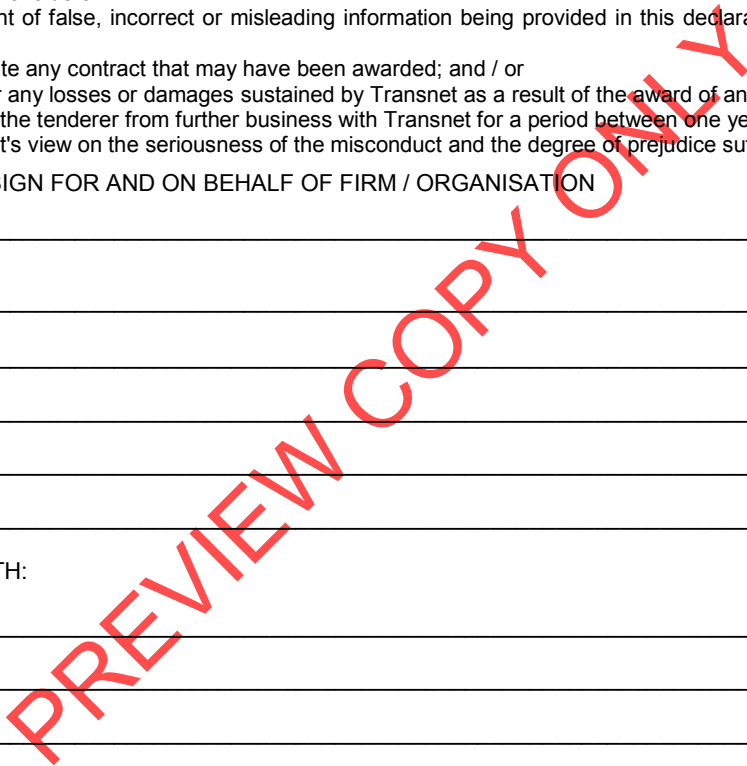 nt of false, incorrect or misleading information being provided in this declara
te any contract that may have been awarded; and / or
r any losses or damages sustained by Transnet as a result of the award of an
the tenderer from further business with Transnet for a period between one ye
t's view on the seriousness of the misconduct and the degree of prejudice suf
SIGN FOR AND ON BEHALF OF FIRM / ORGANISATION
TH:
PREVIEW COPY ONLY